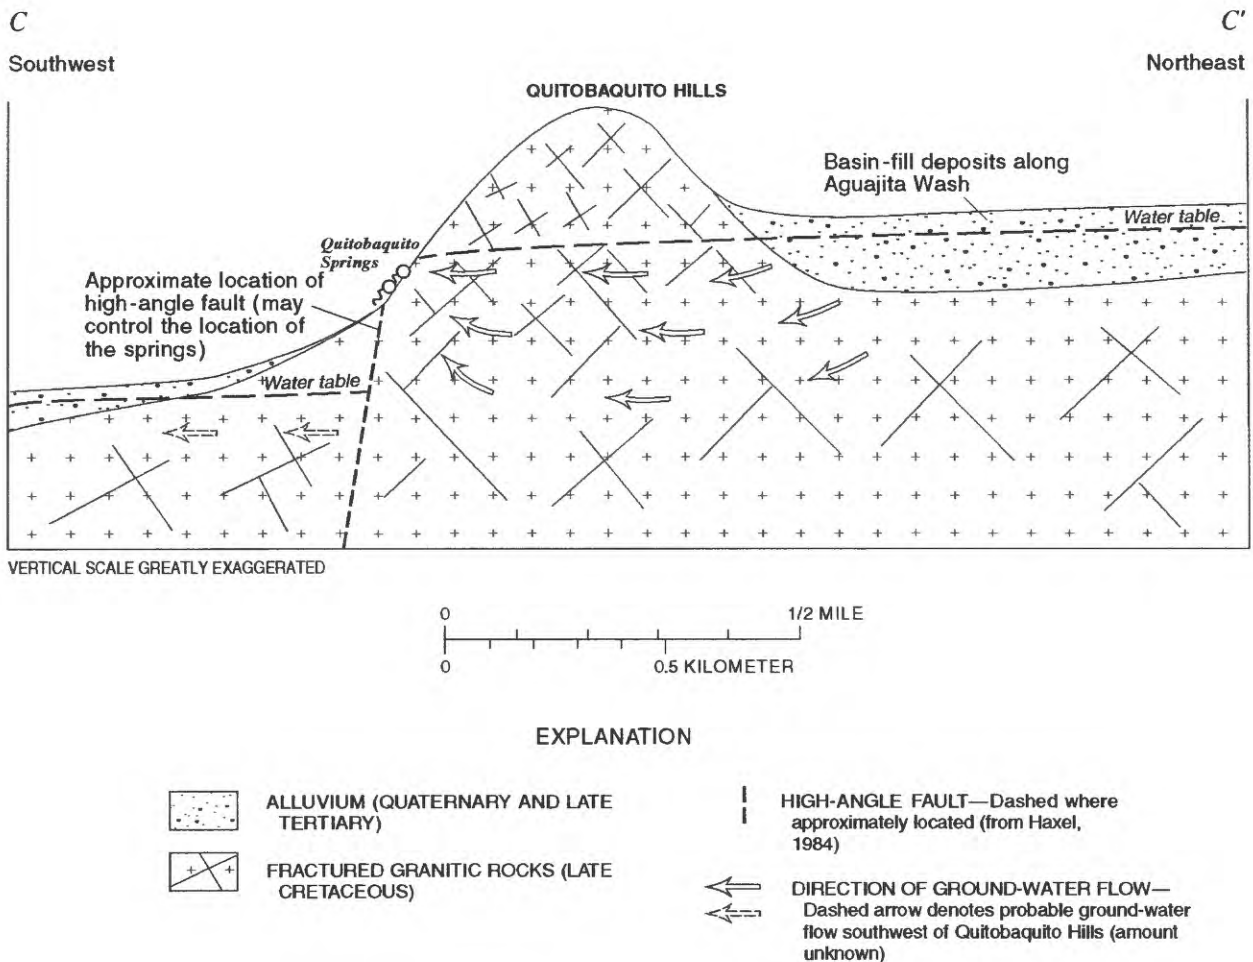 C
C'
Southwest
Northeast
QUITOBAQUITO HILLS
Basin-fill deposits along
Aguajita Wash
Water table
Quitobaquito
Springs
Approximate location of
high-angle fault (may
control the location of
the springs)
Water table
VERTICAL SCALE GREATLY EXAGGERATED
0
1/2 MILE
0
0.5 KILOMETER
EXPLANATION
ALLUVIUM (QUATERNARY AND LATE
TERTIARY)
FRACTURED GRANITIC ROCKS (LATE
CRETACEOUS)
HIGH-ANGLE FAULT—Dashed where
approximately located (from Haxel,
1984)
DIRECTION OF GROUND-WATER FLOW—
Dashed arrow denotes probable ground-water
flow southwest of Quitobaquito Hills (amount
unknown)